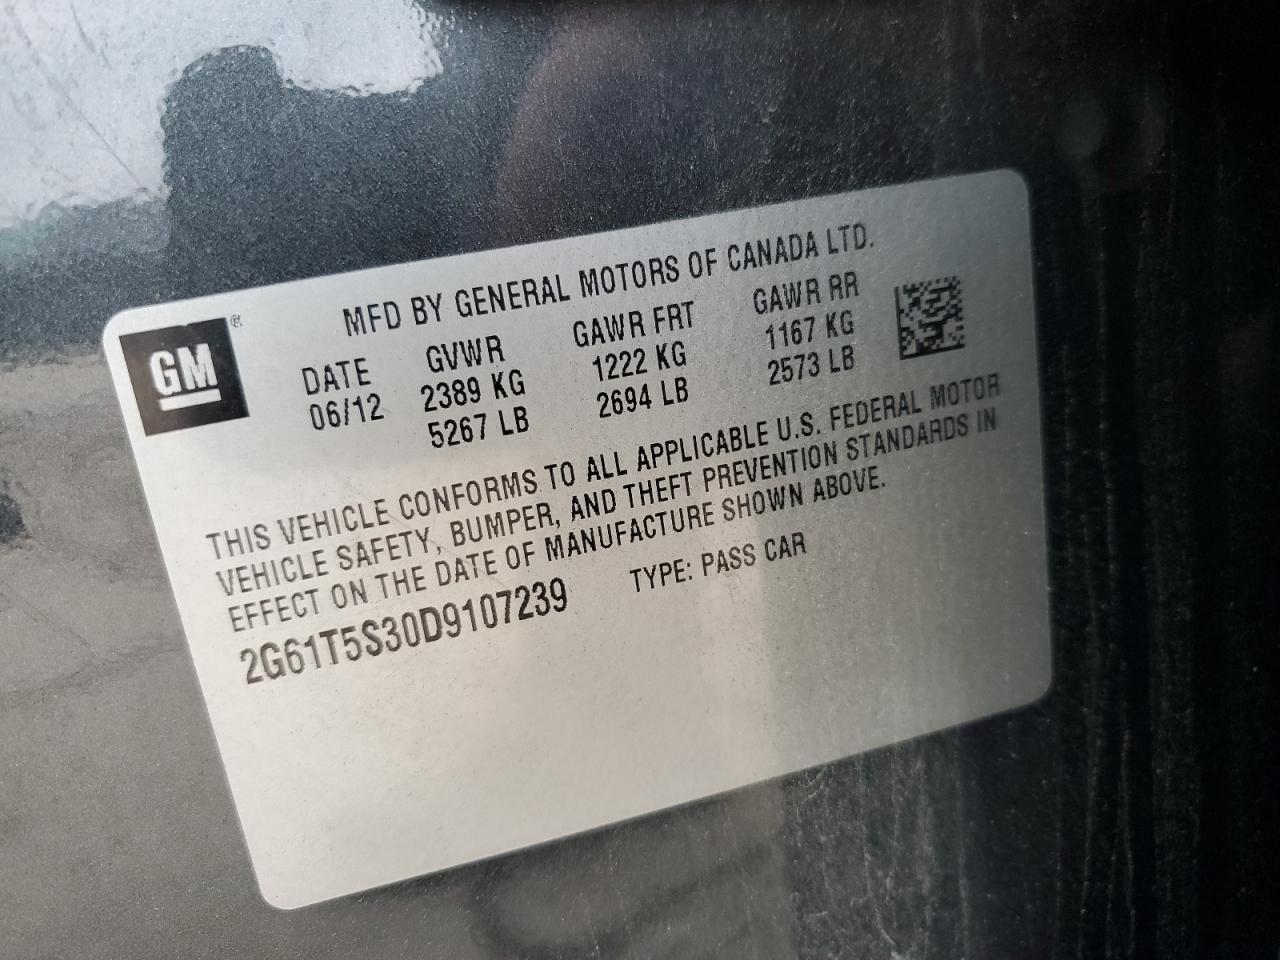 GM®
MFD BY GENERAL MOTORS OF CANADA LTD.
DATE GVWR GAWR FRT GAWR RR
06/12 2389 KG 1222 KG 1167 KG
5267 LB 2694 LB 2573 LB
THIS VEHICLE CONFORMS TO ALL APPLICABLE U.S. FEDERAL MOTOR
VEHICLE SAFETY, BUMPER, AND THEFT PREVENTION STANDARDS IN
EFFECT ON THE DATE OF MANUFACTURE SHOWN ABOVE.
2G61T5S30D9107239 TYPE: PASS CAR